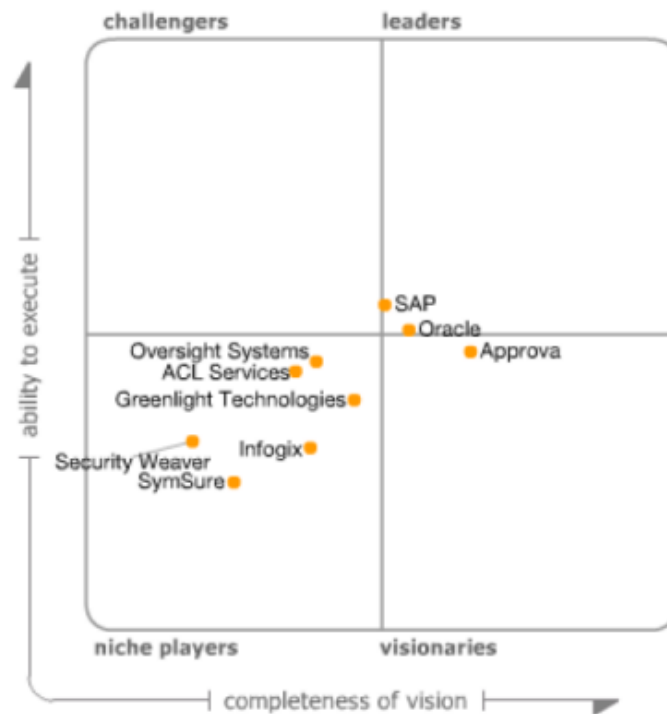 challengers
leaders
ability to execute
SAP
Oracle
Oversight Systems
Approva
ACL Services
Greenlight Technologies
Infogix
Security Weaver
SymSure
niche players
visionaries
completeness of vision